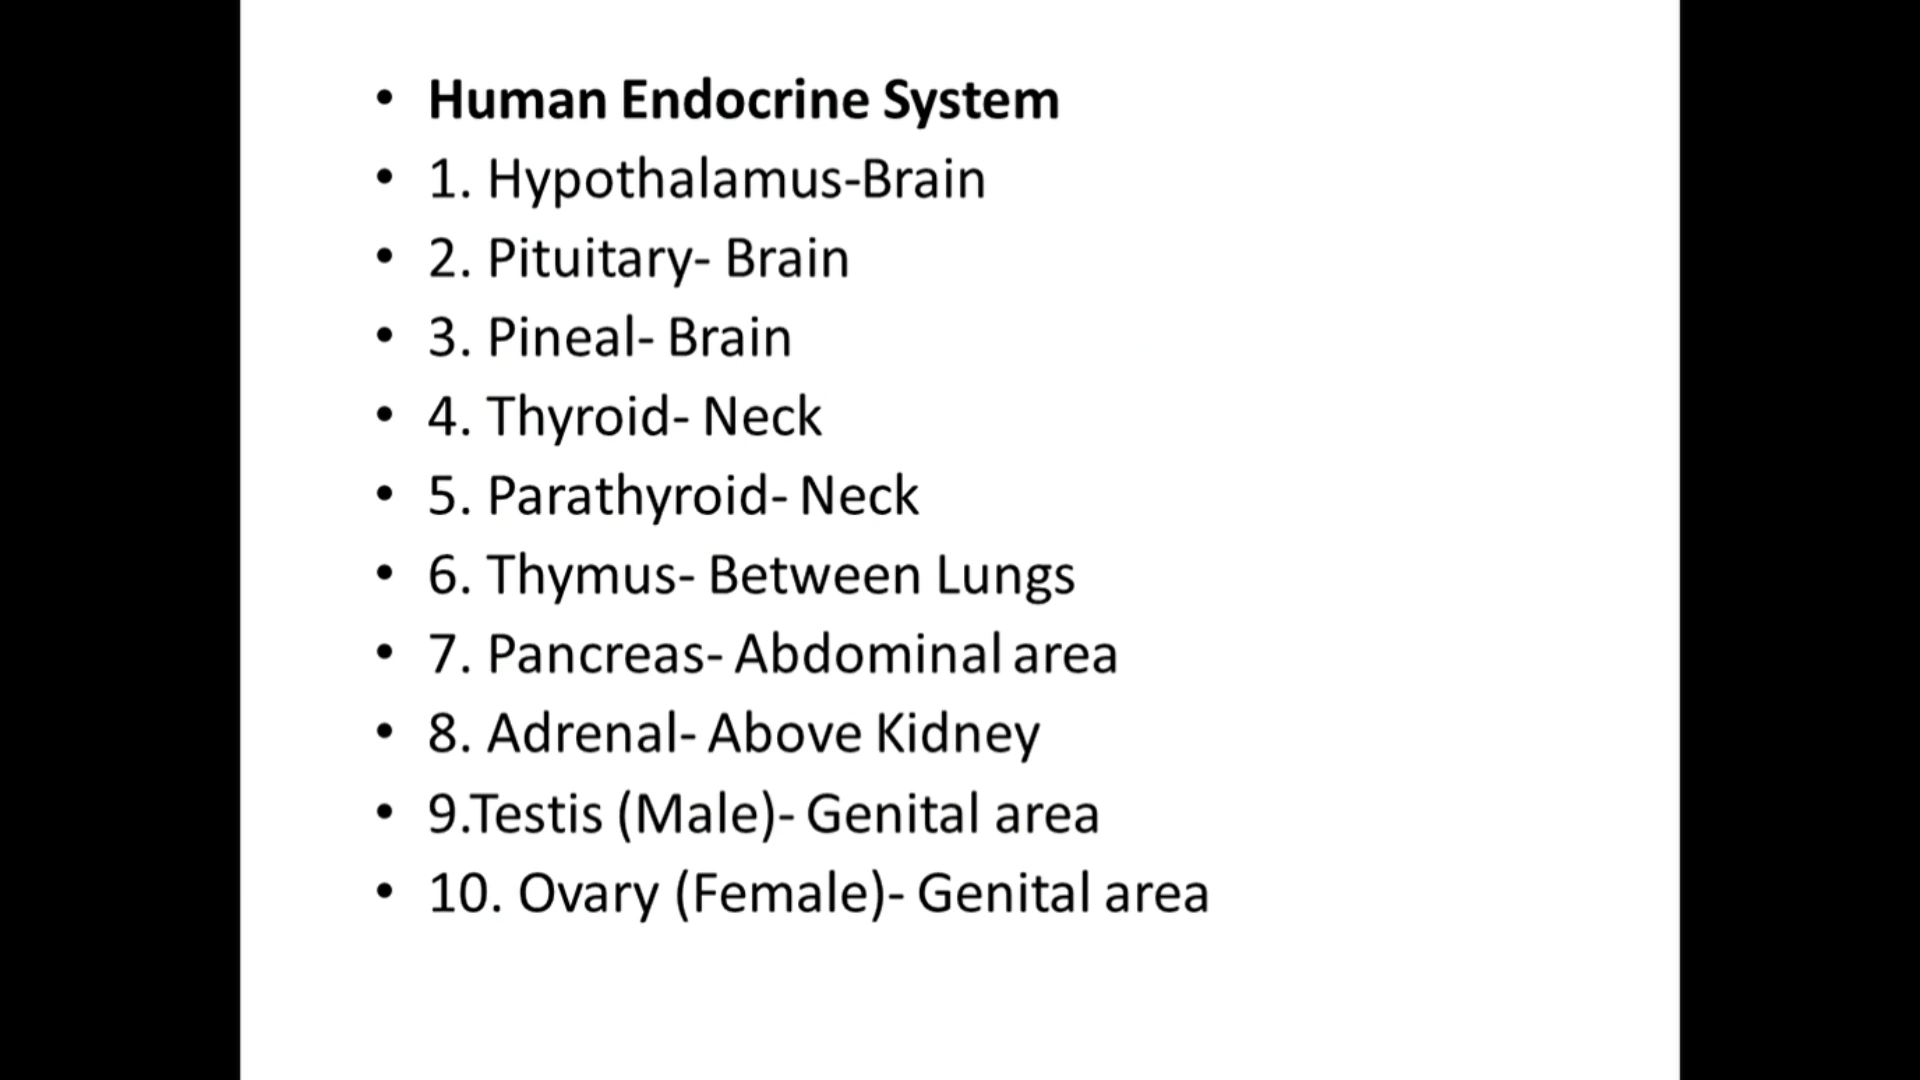 • Human Endocrine System
• 1. Hypothalamus-Brain
• 2. Pituitary- Brain
• 3. Pineal- Brain
• 4. Thyroid- Neck
• 5. Parathyroid- Neck
• 6. Thymus- Between Lungs
• 7. Pancreas- Abdominal area
• 8. Adrenal- Above Kidney
• 9.Testis (Male)- Genital area
• 10. Ovary (Female)- Genital area